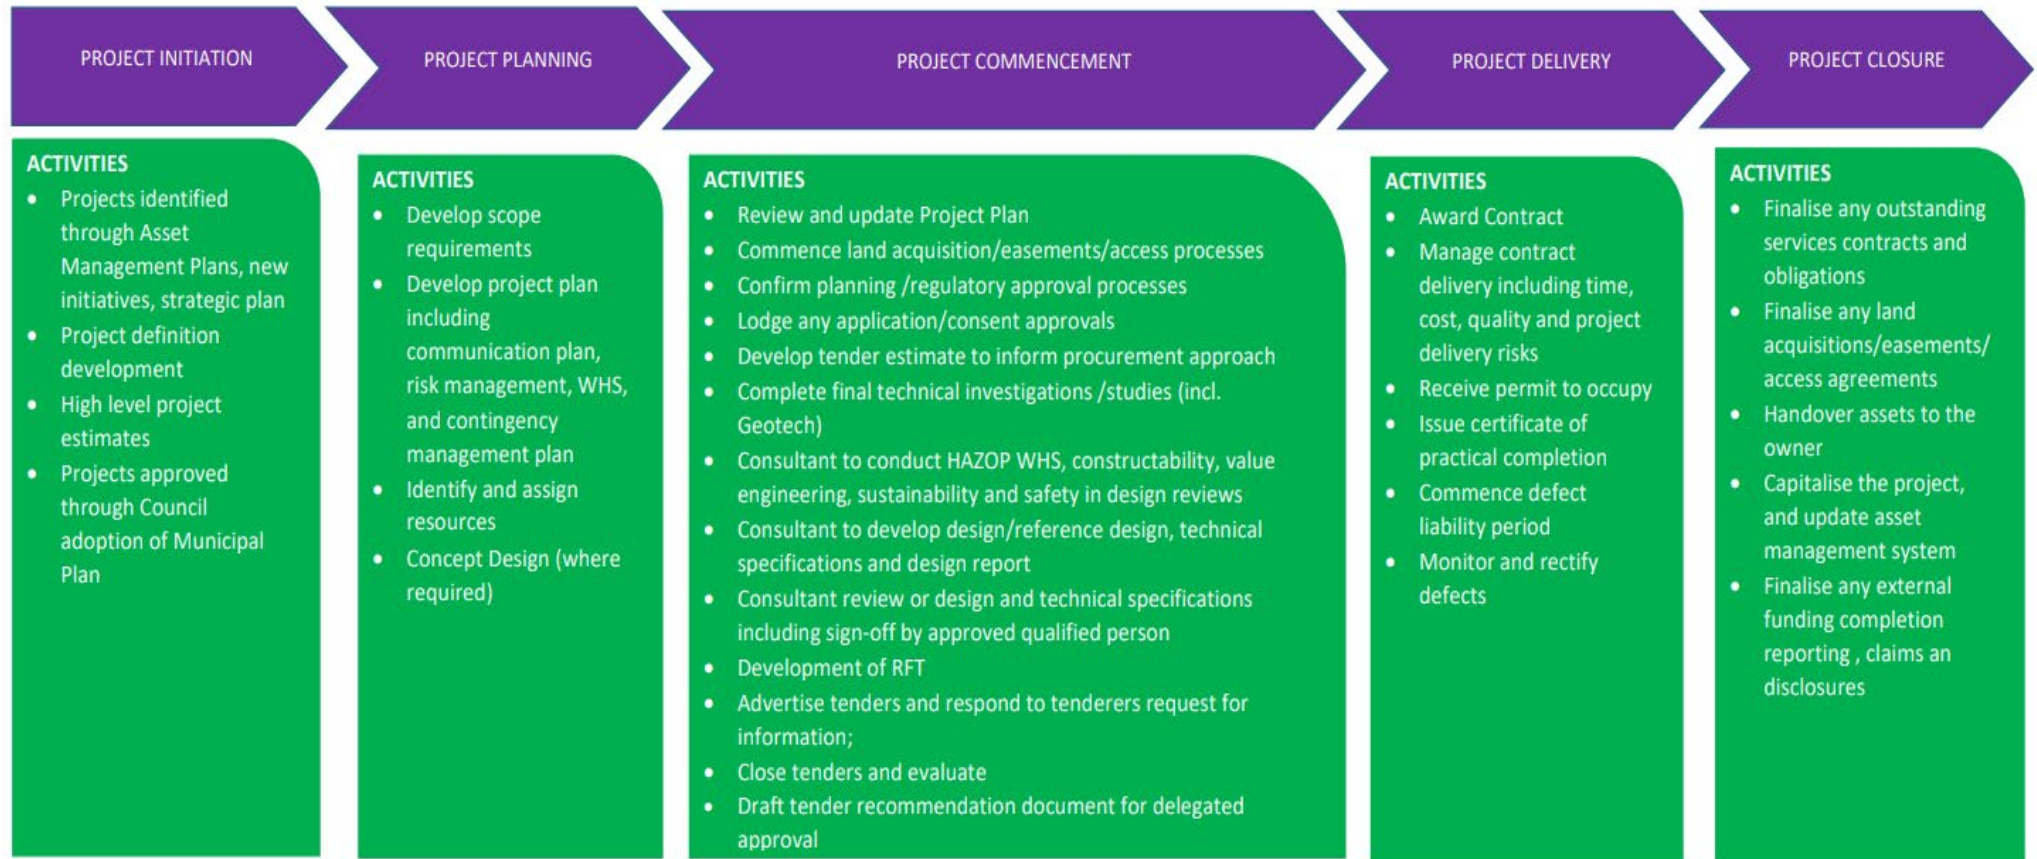 PROJECT INITIATION
PROJECT PLANNING
PROJECT COMMENCEMENT
PROJECT DELIVERY
PROJECT CLOSURE
ACTIVITIES
• Projects identified
through Asset
Management Plans, new
initiatives, strategic plan
• Project definition
development
• High level project
estimates
• Projects approved
through Council
adoption of Municipal
Plan
ACTIVITIES
• Develop scope
requirements
• Develop project plan
including
communication plan,
risk management, WHS,
and contingency
management plan
• Identify and assign
resources
• Concept Design (where
required)
ACTIVITIES
• Review and update Project Plan
• Commence land acquisition/easements/access processes
• Confirm planning /regulatory approval processes
• Lodge any application/consent approvals
• Develop tender estimate to inform procurement approach
• Complete final technical investigations /studies (incl.
Geotech)
• Consultant to conduct HAZOP WHS, constructability, value
engineering, sustainability and safety in design reviews
• Consultant to develop design/reference design, technical
specifications and design report
• Consultant review or design and technical specifications
including sign-off by approved qualified person
• Development of RFT
• Advertise tenders and respond to tenderers request for
information;
• Close tenders and evaluate
• Draft tender recommendation document for delegated
approval
ACTIVITIES
• Award Contract
• Manage contract
delivery including time,
cost, quality and project
delivery risks
• Receive permit to occupy
• Issue certificate of
practical completion
• Commence defect
liability period
• Monitor and rectify
defects
ACTIVITIES
• Finalise any outstanding
services contracts and
obligations
• Finalise any land
acquisitions/easements/
access agreements
• Handover assets to the
owner
• Capitalise the project,
and update asset
management system
• Finalise any external
funding completion
reporting , claims an
disclosures